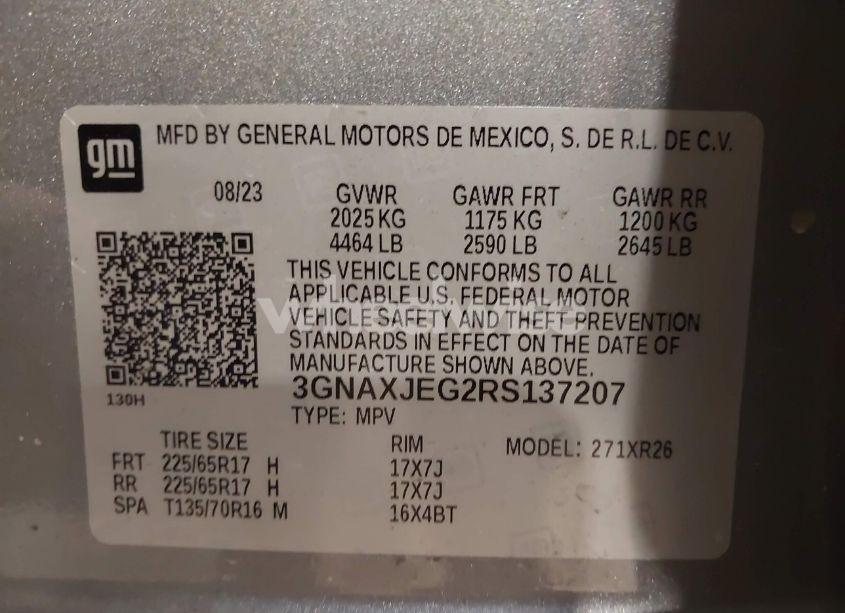 gm
MFD BY GENERAL MOTORS DE MEXICO, S. DE R.L. DE C.V.
08/23 GVWR GAWR FRT GAWR RR
2025 KG 1175 KG 1200 KG
4464 LB 2590 LB 2645 LB
THIS VEHICLE CONFORMS TO ALL
APPLICABLE U.S. FEDERAL MOTOR
VEHICLE SAFETY AND THEFT PREVENTION
STANDARDS IN EFFECT ON THE DATE OF
MANUFACTURE SHOWN ABOVE.
130H
3GNAXJEG2RS137207
TYPE: MPV
TIRE SIZE RIM MODEL: 271XR26
FRT 225/65R17 H 17X7J
RR 225/65R17 H 17X7J
SPA T135/70R16 M 16X4BT